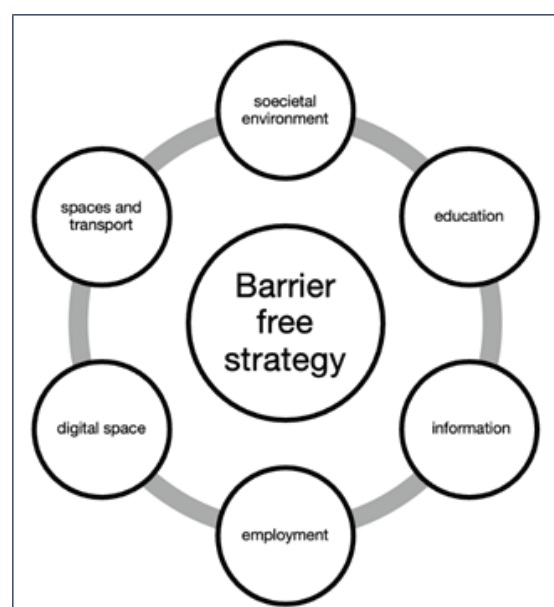 soecietal
environment
spaces and
transport
education
Barrier
free
strategy
digital space
information
employment